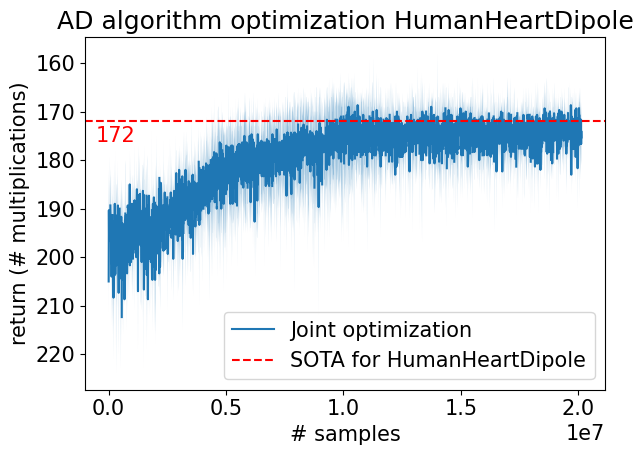 AD algorithm optimization HumanHeartDipole
return (# multiplications)
160
170
180
190
200
210
220
172
Joint optimization
SOTA for HumanHeartDipole
0.0
0.5
1.0
1.5
2.0
# samples
1e7